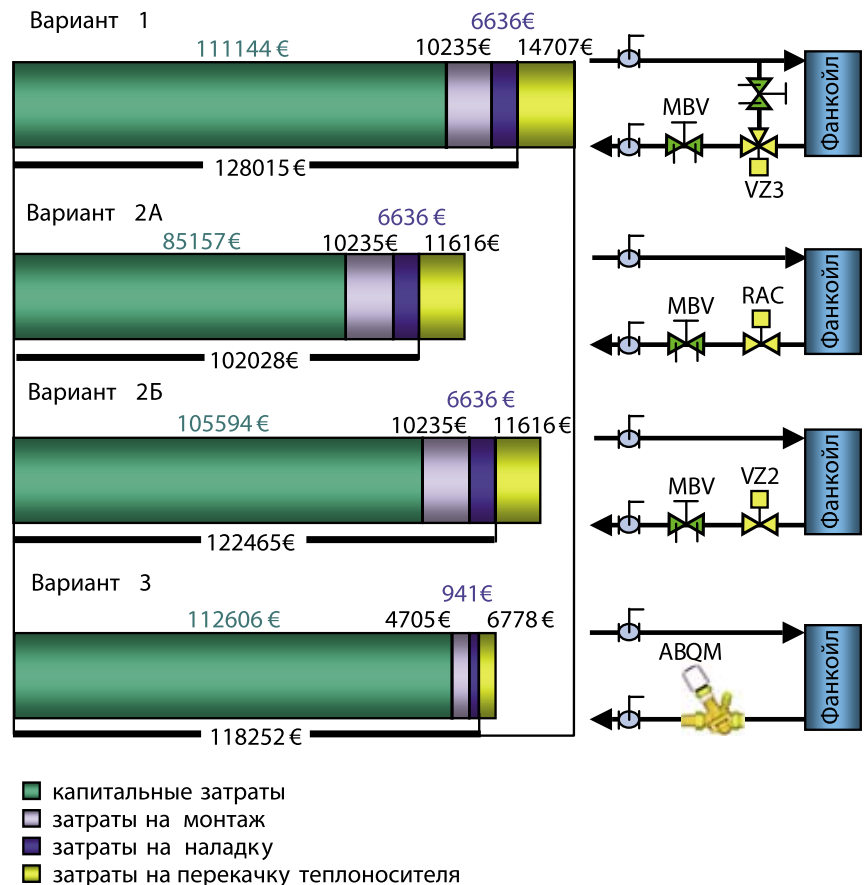 Вариант 1
6636€
111144 €
10235€
14707€
128015 €
MBV
VZ3
Фанкойл
Вариант 2А
6636 €
85157€
10235€
11616€
102028€
MBV
RAC
Фанкойл
Вариант 2Б
6636 €
105594 €
10235€
11616€
122465€
MBV
VZ2
Фанкойл
Вариант 3
941€
112606 €
4705€
6778€
118252 €
ABQM
Фанкойл
капитальные затраты
затраты на монтаж
затраты на наладку
затраты на перекачку теплоносителя